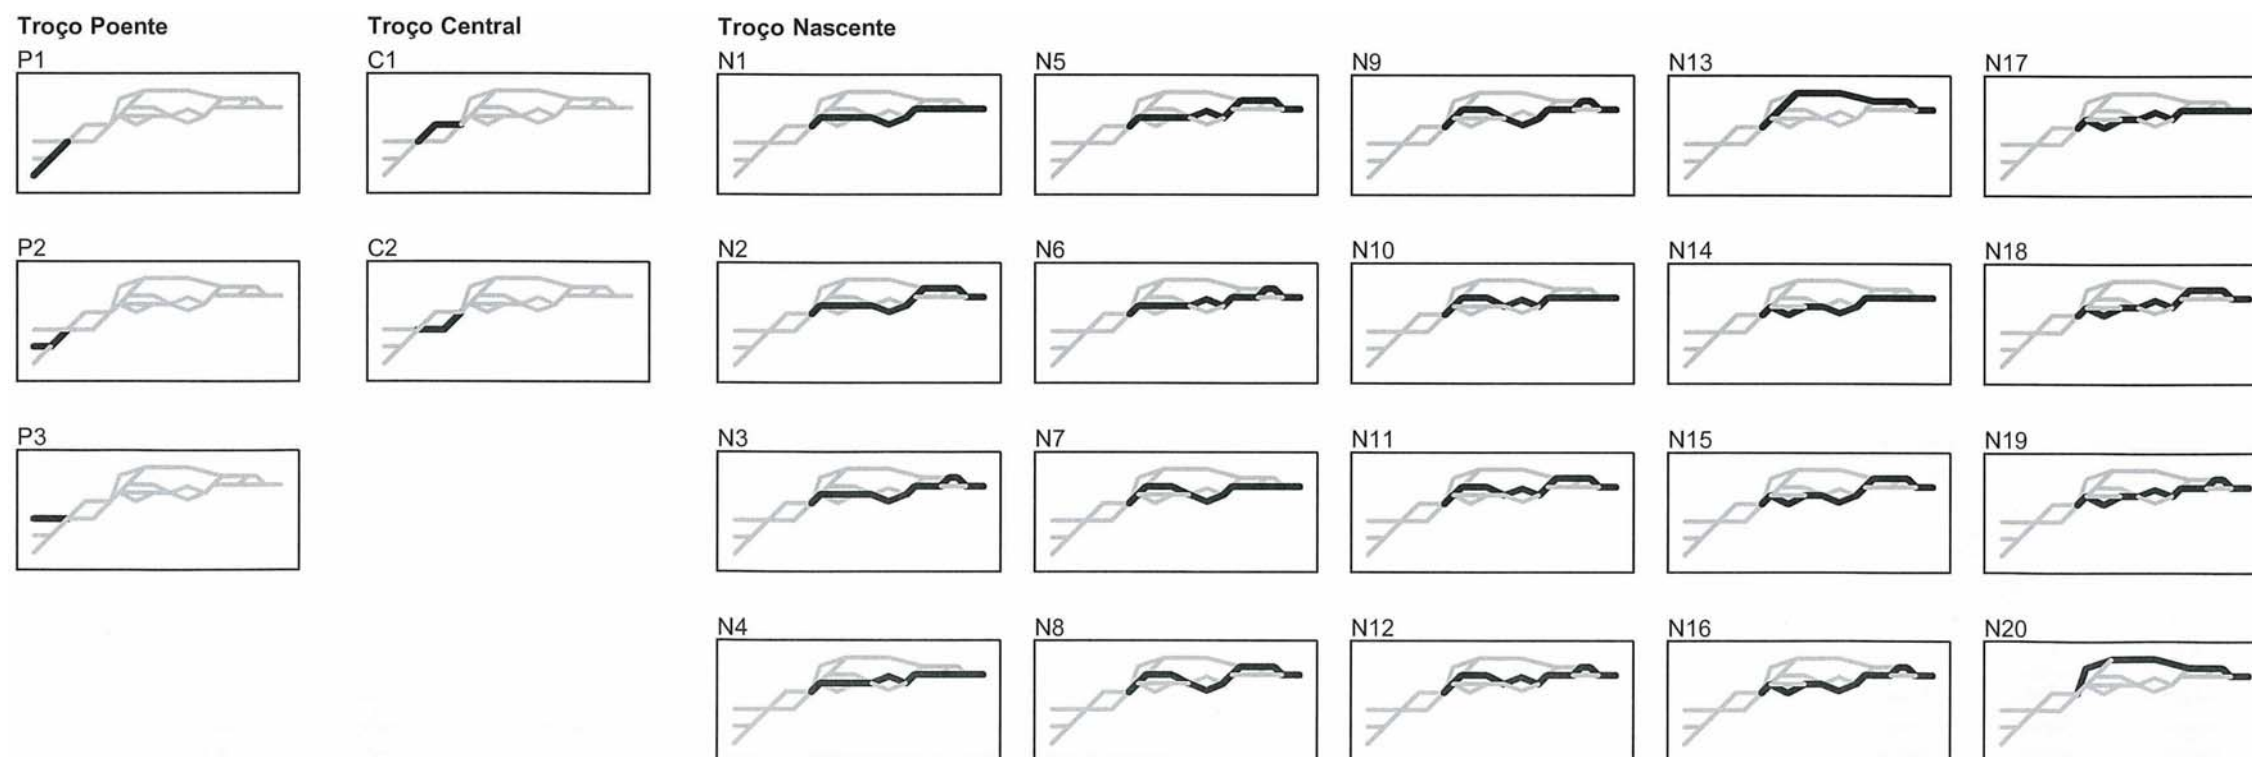 Troço Poente
Troço Central
Troço Nascente
P1
C1
N1
N5
N9
N13
N17
P2
C2
N2
N6
N10
N14
N18
P3
N3
N7
N11
N15
N19
N4
N8
N12
N16
N20